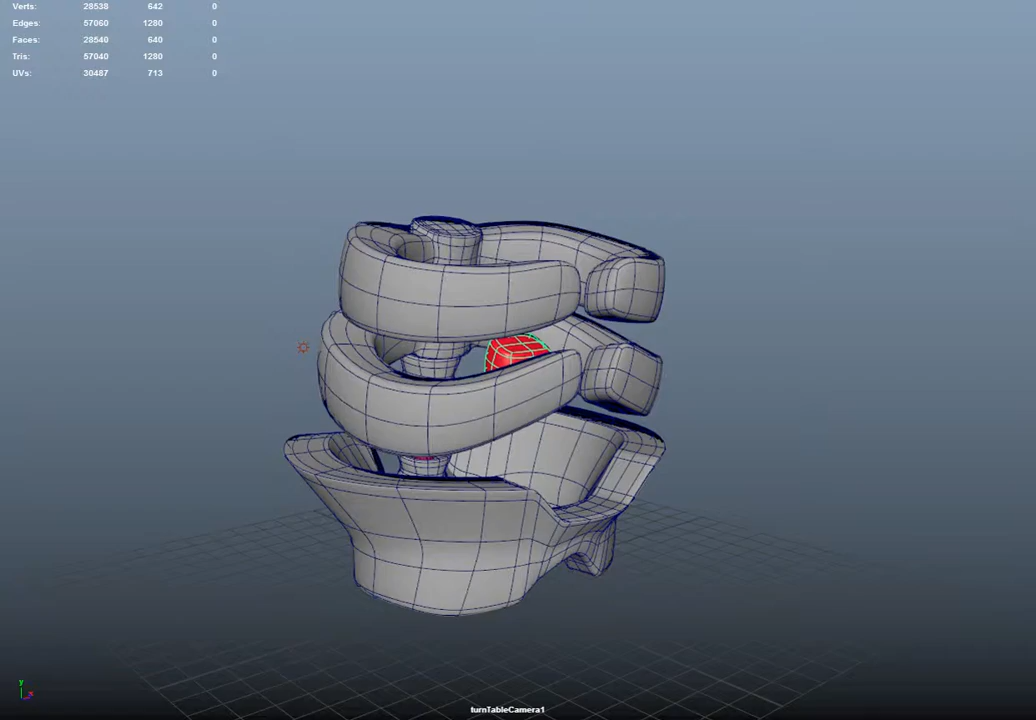 Verts: 28538 642 0
Edges: 57060 1280 0
Faces: 28540 640 0
Tris: 57040 1280 0
UVs: 30487 713 0
y
x
turnTableCamera1